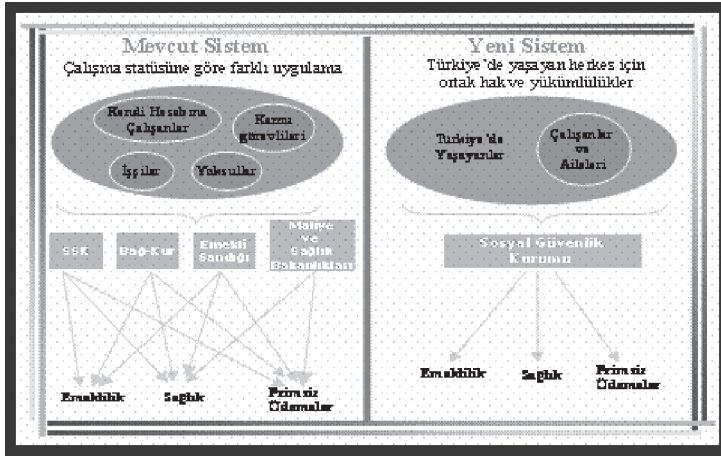 Mevcut Sistem
Çalışma statüsüne göre farklı uygulama
Kendi Hesabına
Çalışanlar
Kamu
görevlileri
İşçiler
Yoksullar
SSK
Bağ-Kur
Emekli
Sandığı
Maliye
ve
Sağlık
Bakanlıkları
Emeklilik
Sağlık
Primsiz
Ödemeler
Yeni Sistem
Türkiye'de yaşayan herkes için
ortak hak ve yükümlülükler
Türkiye'de
Yaşayanlar
Çalışanlar
ve
Aileleri
Sosyal Güvenlik
Kurumu
Emeklilik
Sağlık
Primsiz
Ödemeler